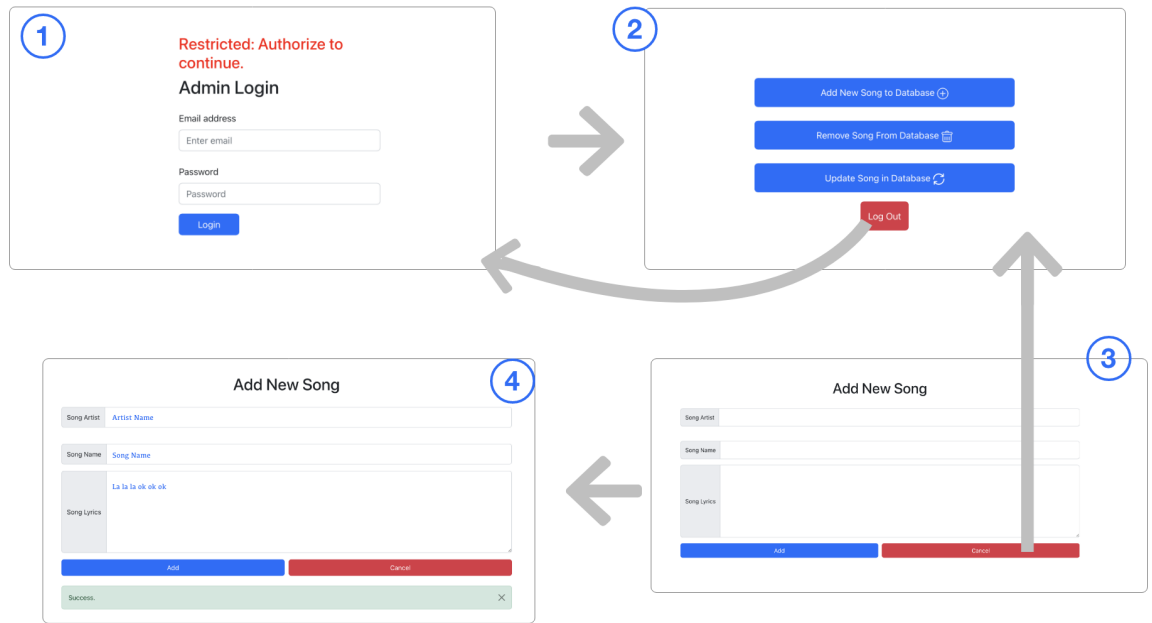 1
Restricted: Authorize to
continue.
Admin Login
Email address
Enter email
Password
Password
Login
2
Add New Song to Database
Remove Song From Database
Update Song in Database
Log Out
3
Add New Song
Song Artist
Song Name
Song Lyrics
Add
Cancel
4
Add New Song
Song Artist
Artist Name
Song Name
Song Name
Song Lyrics
La la la ok ok ok
Add
Cancel
Success.